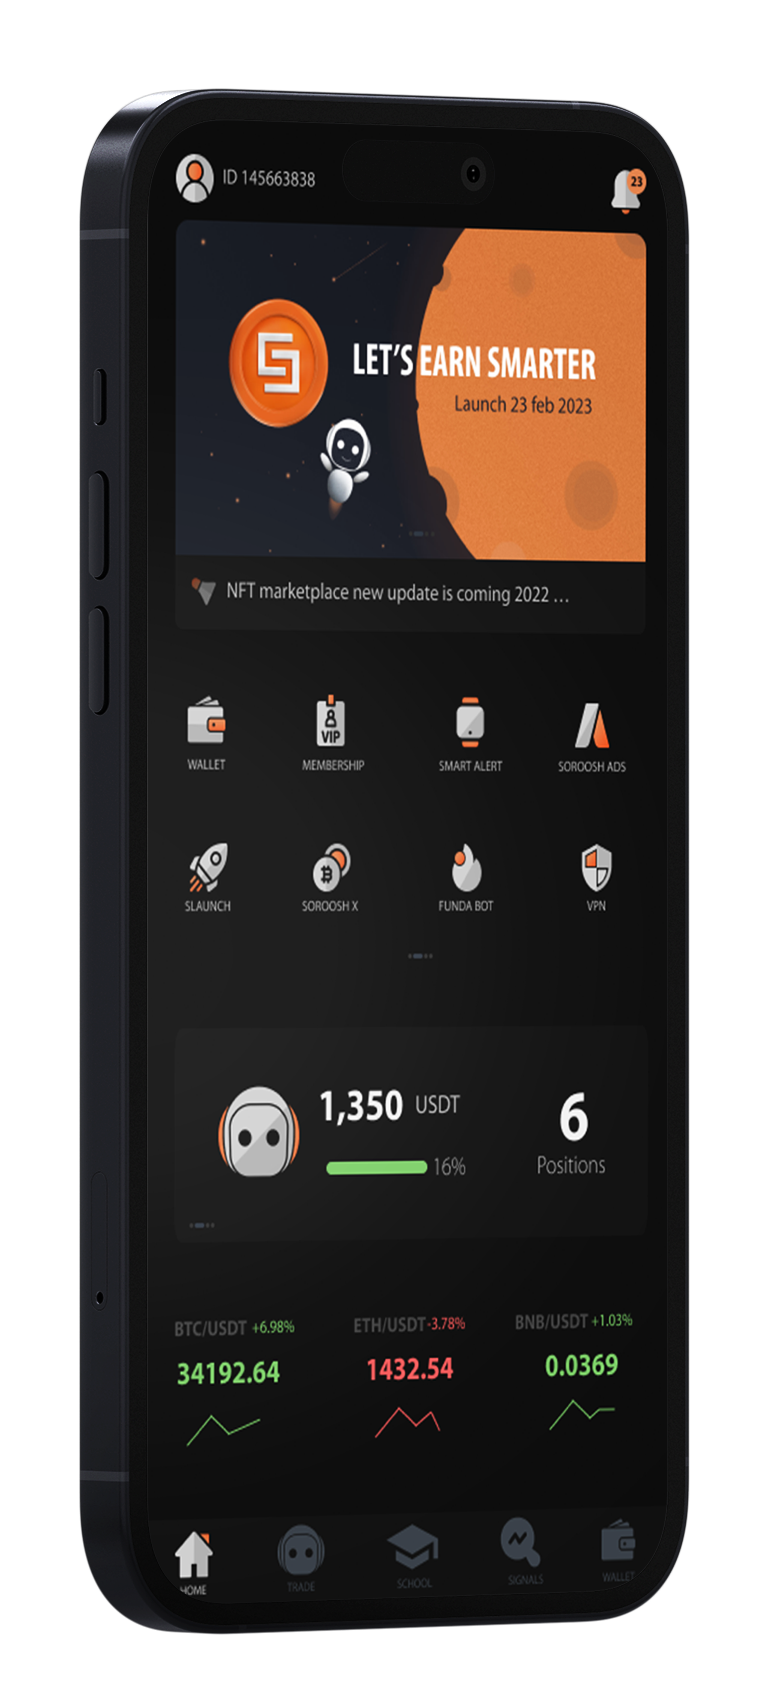 ID 145663838
23
LET'S EARN SMARTER
Launch 23 feb 2023
NFT marketplace new update is coming 2022 ...
WALLET
VIP
MEMBERSHIP
SMART ALERT
SOROOSH ADS
SLAUNCH
SOROOSH X
FUNDA BOT
VPN
1,350 USDT
16%
6
Positions
BTC/USDT +6.98%
34192.64
ETH/USDT -3.78%
1432.54
BNB/USDT +1.03%
0.0369
HOME
TRADE
SCHOOL
SIGNALS
WALLET